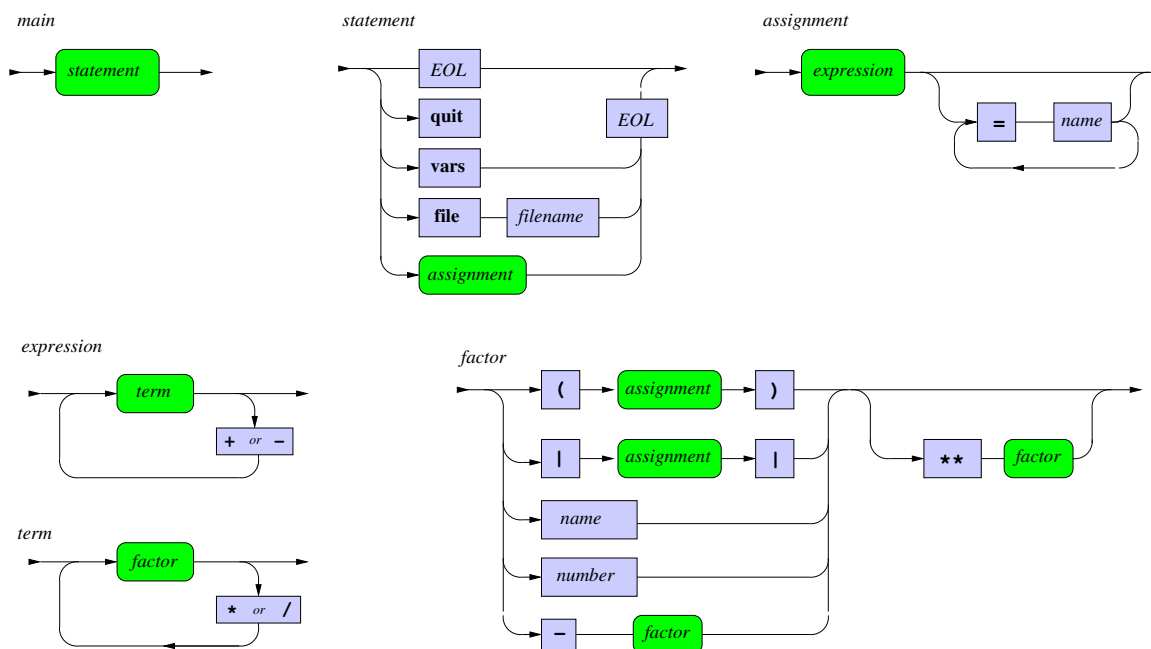 main
statement
statement
EOL
quit
EOL
vars
file filename
assignment
assignment
expression
= name
expression
term
+ or -
term
factor
* or /
factor
( assignment )
| assignment |
** factor
name
number
- factor